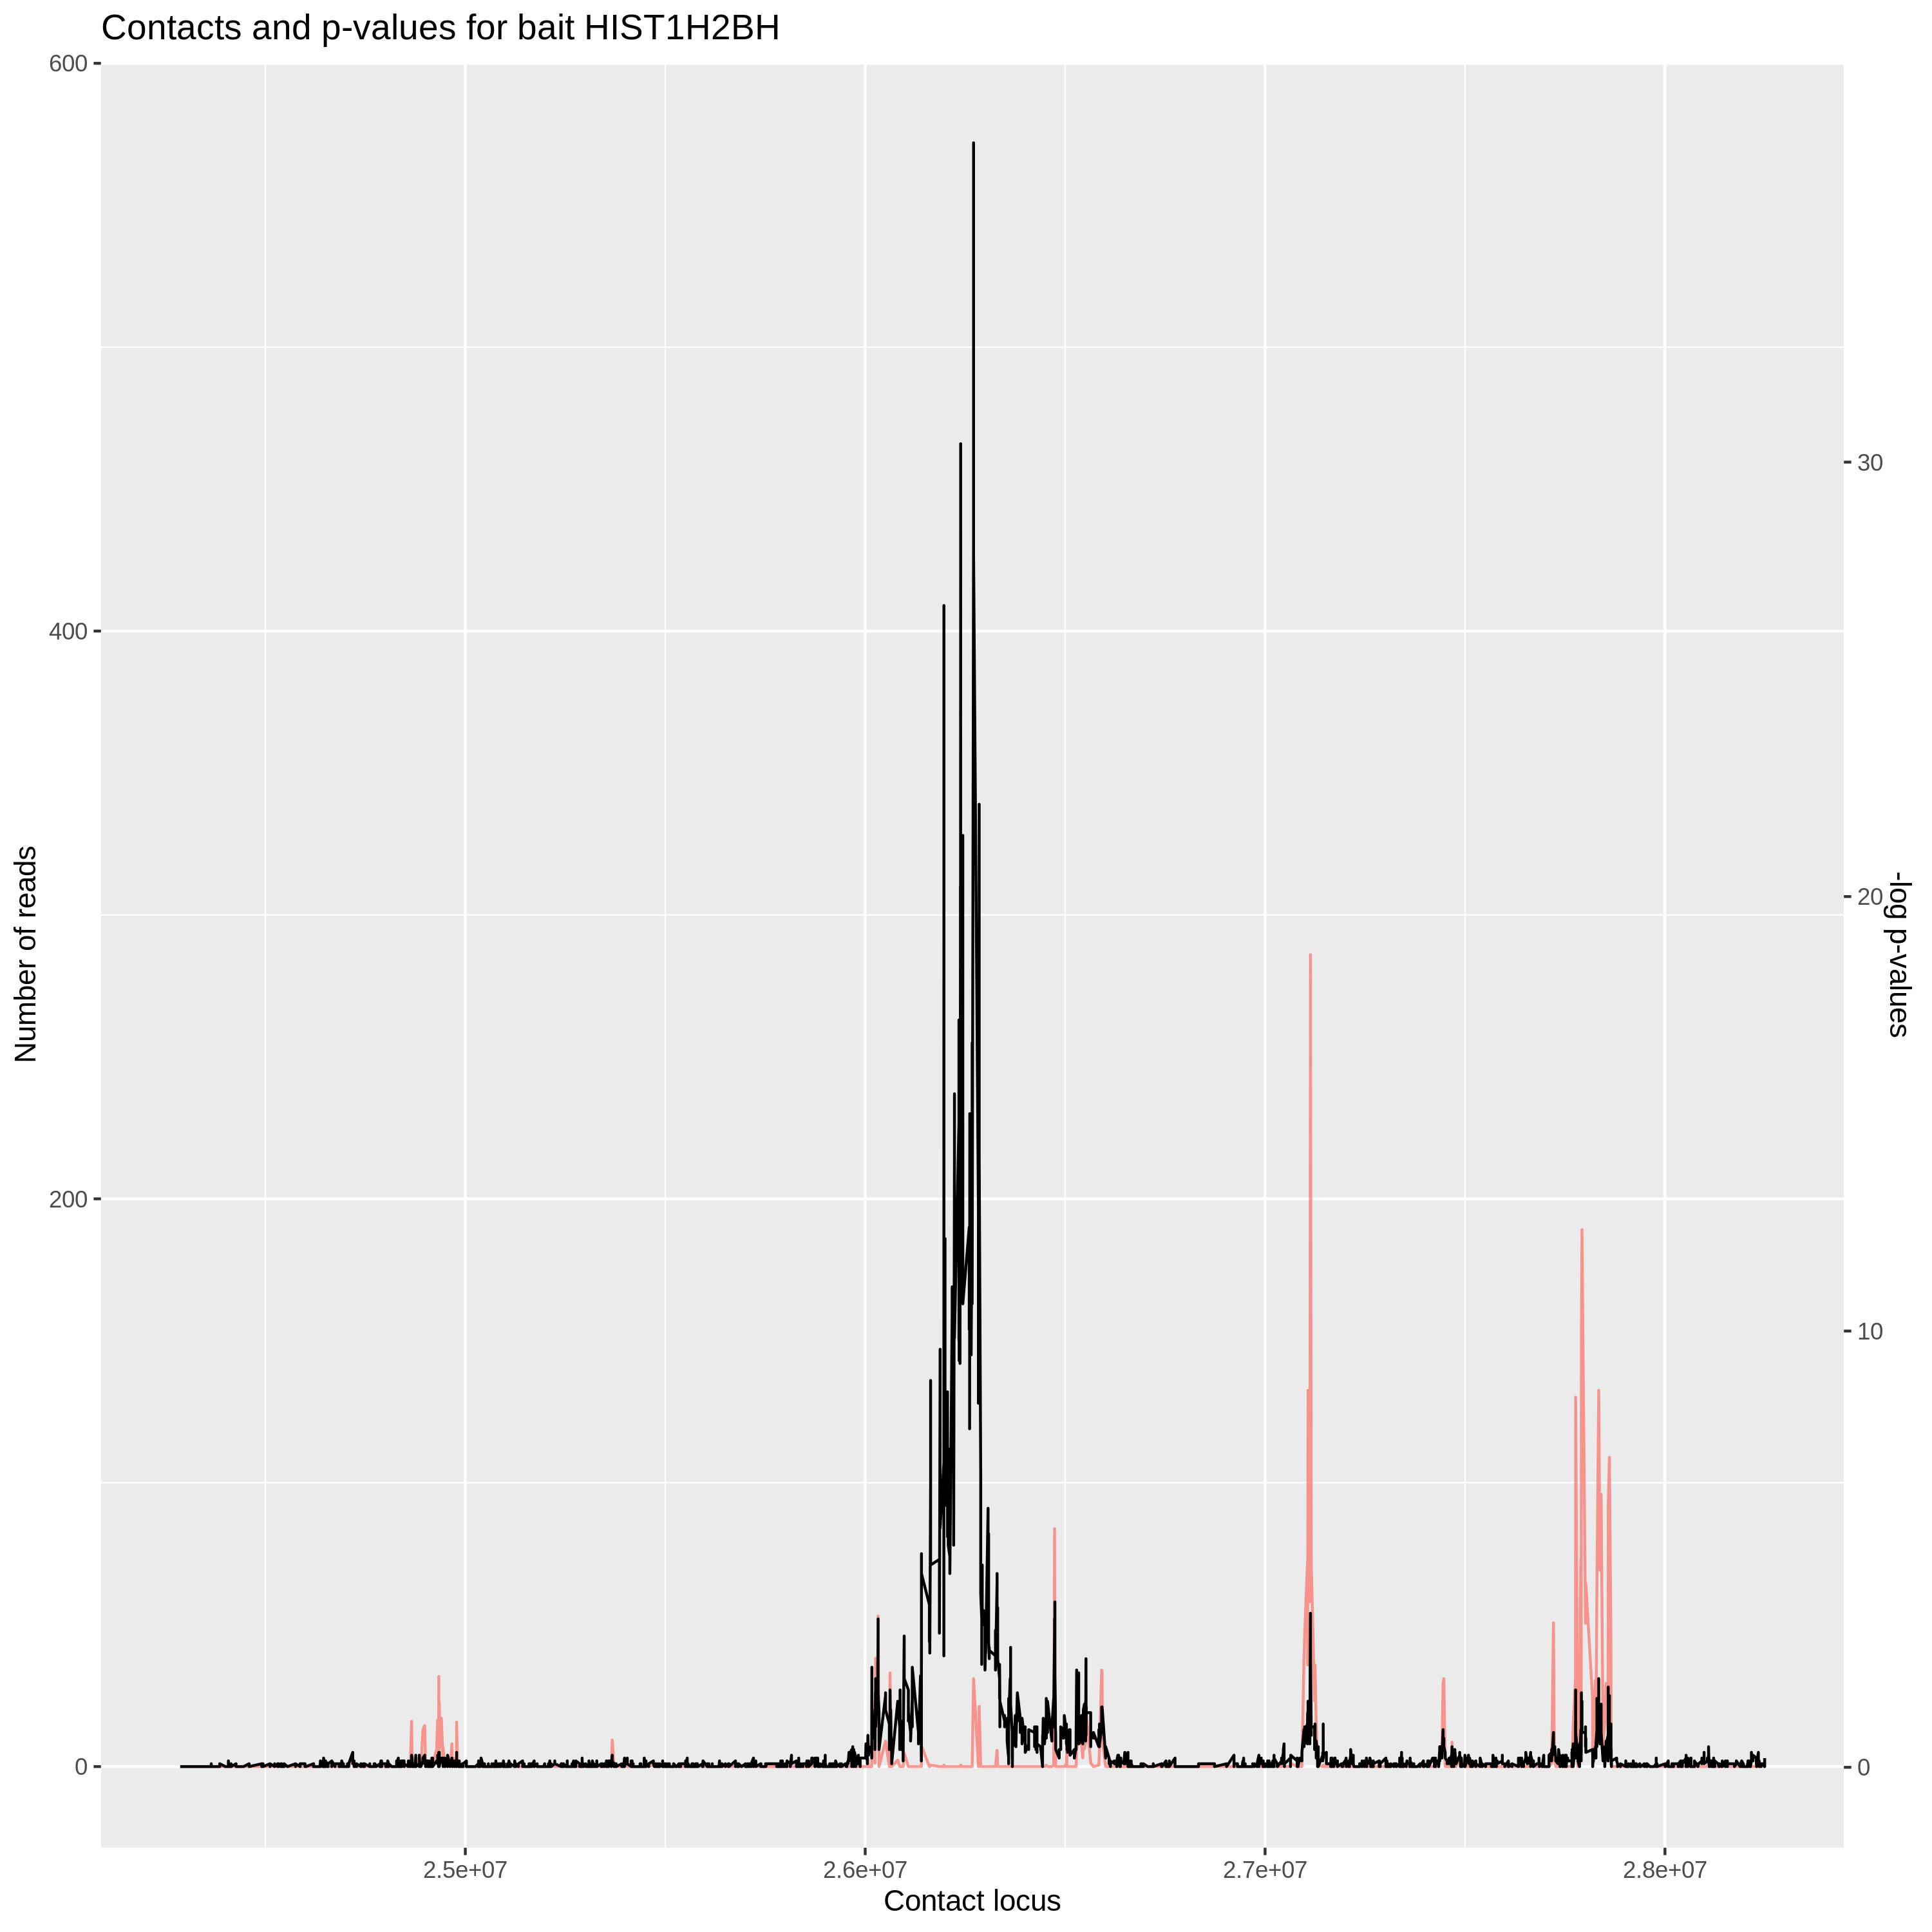 Contacts and p-values for bait HIST1H2BH
600
400
200
0
Number of reads
30
20
10
0
-log p-values
2.5e+07
2.6e+07
2.7e+07
2.8e+07
Contact locus